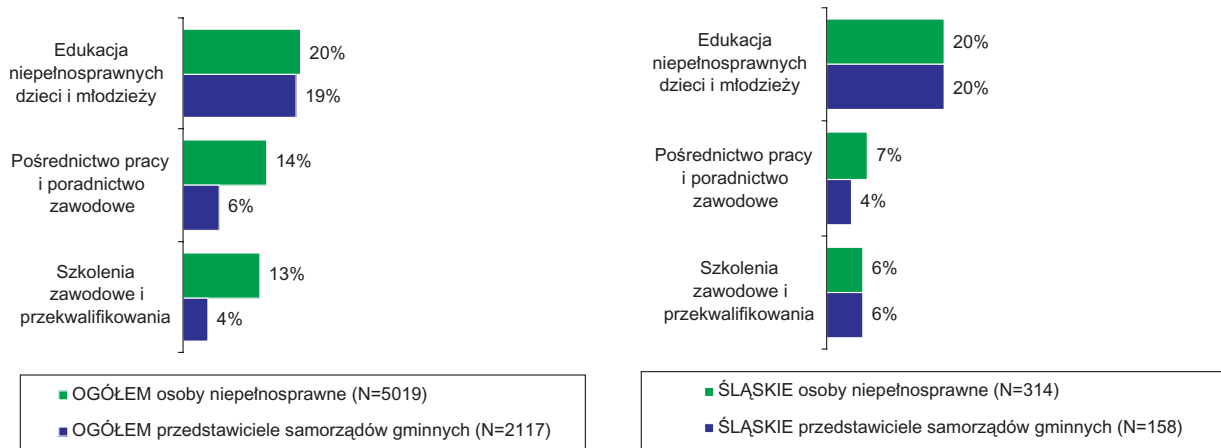 Edukacja
niepełnosprawnych
dzieci i młodzieży
20%
19%
Pośrednictwo pracy
i poradnictwo
zawodowe
14%
6%
Szkolenia
zawodowe i
przekwalifikowania
13%
4%
OGÓŁEM osoby niepełnosprawne (N=5019)
OGÓŁEM przedstawiciele samorządów gminnych (N=2117)
Edukacja
niepełnosprawnych
dzieci i młodzieży
20%
20%
Pośrednictwo pracy
i poradnictwo
zawodowe
7%
4%
Szkolenia
zawodowe i
przekwalifikowania
6%
6%
ŚLĄSKIE osoby niepełnosprawne (N=314)
ŚLĄSKIE przedstawiciele samorządów gminnych (N=158)